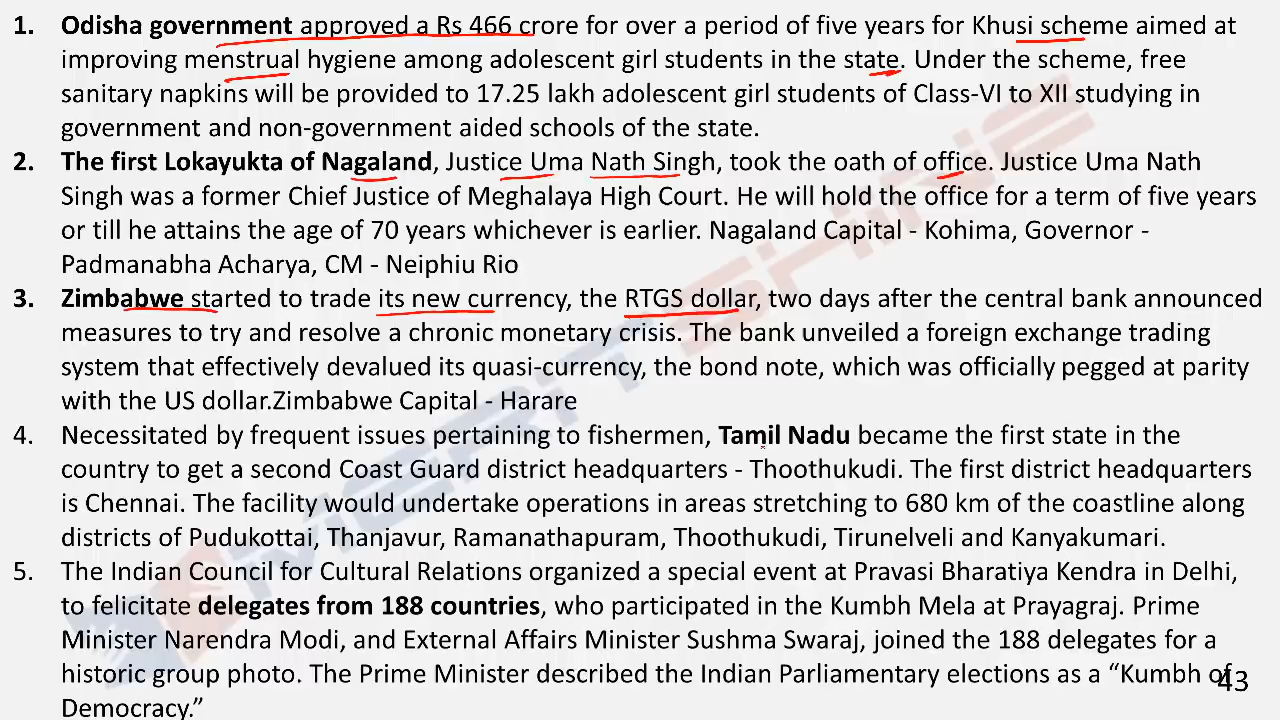 1. Odisha government approved a Rs 466 crore for over a period of five years for Khusi scheme aimed at
improving menstrual hygiene among adolescent girl students in the state. Under the scheme, free
sanitary napkins will be provided to 17.25 lakh adolescent girl students of Class-VI to XII studying in
government and non-government aided schools of the state.
2. The first Lokayukta of Nagaland, Justice Uma Nath Singh, took the oath of office. Justice Uma Nath
Singh was a former Chief Justice of Meghalaya High Court. He will hold the office for a term of five years
or till he attains the age of 70 years whichever is earlier. Nagaland Capital - Kohima, Governor -
Padmanabha Acharya, CM - Neiphiu Rio
3. Zimbabwe started to trade its new currency, the RTGS dollar, two days after the central bank announced
measures to try and resolve a chronic monetary crisis. The bank unveiled a foreign exchange trading
system that effectively devalued its quasi-currency, the bond note, which was officially pegged at parity
with the US dollar.Zimbabwe Capital - Harare
4. Necessitated by frequent issues pertaining to fishermen, Tamil Nadu became the first state in the
country to get a second Coast Guard district headquarters - Thoothukudi. The first district headquarters
is Chennai. The facility would undertake operations in areas stretching to 680 km of the coastline along
districts of Pudukottai, Thanjavur, Ramanathapuram, Thoothukudi, Tirunelveli and Kanyakumari.
5. The Indian Council for Cultural Relations organized a special event at Pravasi Bharatiya Kendra in Delhi,
to felicitate delegates from 188 countries, who participated in the Kumbh Mela at Prayagraj. Prime
Minister Narendra Modi, and External Affairs Minister Sushma Swaraj, joined the 188 delegates for a
historic group photo. The Prime Minister described the Indian Parliamentary elections as a “Kumbh of
Democracy.”
43